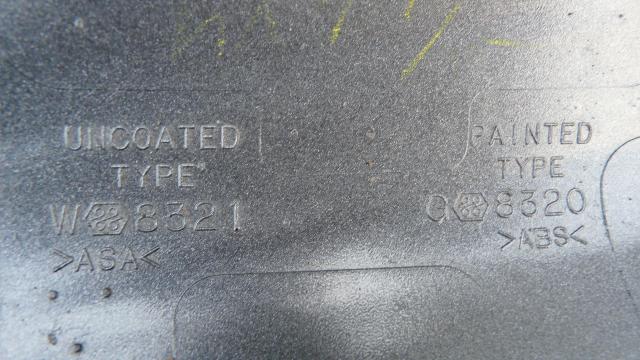 UNCOATED
TYPE
W 8321
>ASA<
PAINTED
TYPE
8320
>ABS<